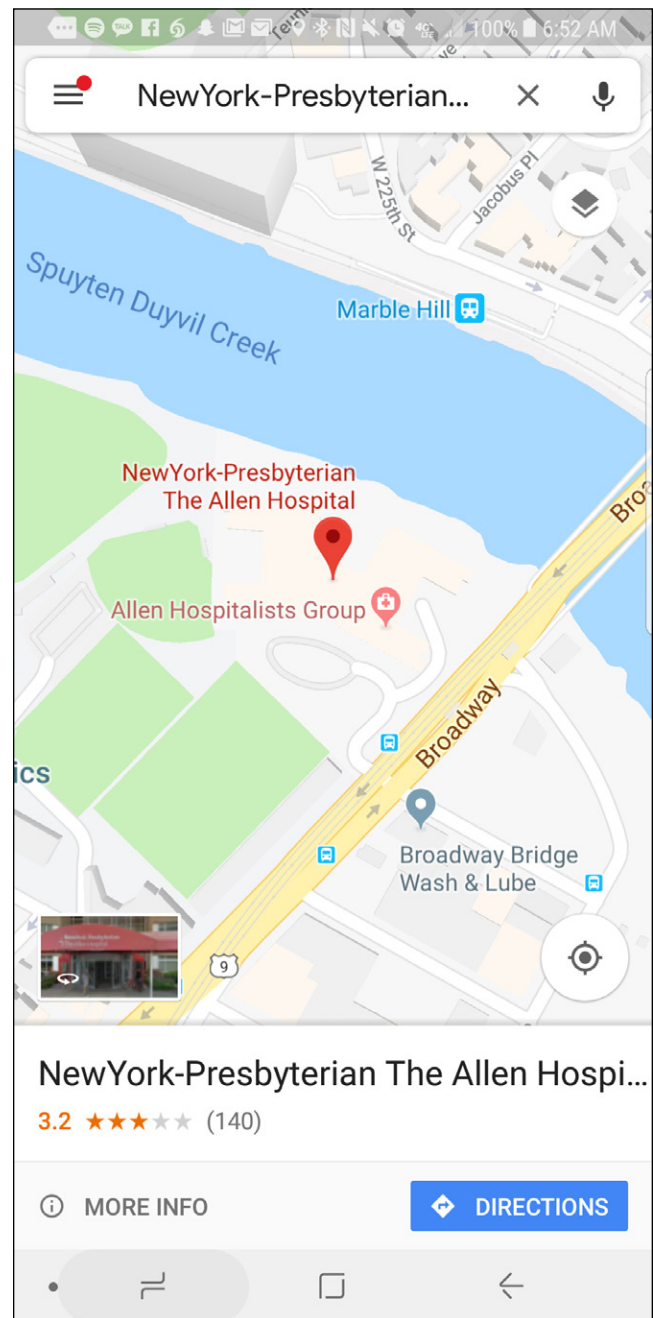 100% 6:52 AM
NewYork-Presbyterian...
W 225th St
Jacobus Pl
Spuyten Duyvil Creek
Marble Hill
NewYork-Presbyterian
The Allen Hospital
Allen Hospitalists Group
Broadway
ics
Broadway Bridge
Wash & Lube
9
NewYork-Presbyterian The Allen Hospi...
3.2 ★★★★★ (140)
MORE INFO
DIRECTIONS